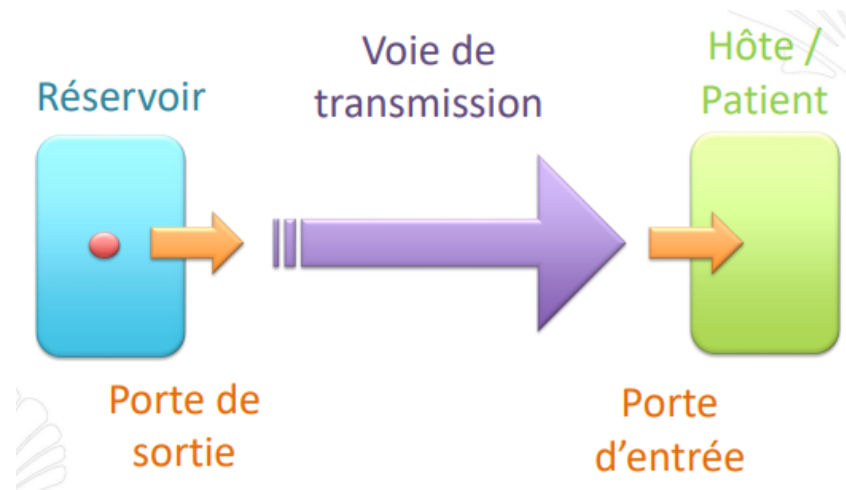 Réservoir
Voie de
transmission
Hôte /
Patient
Porte de
sortie
Porte
d’entrée